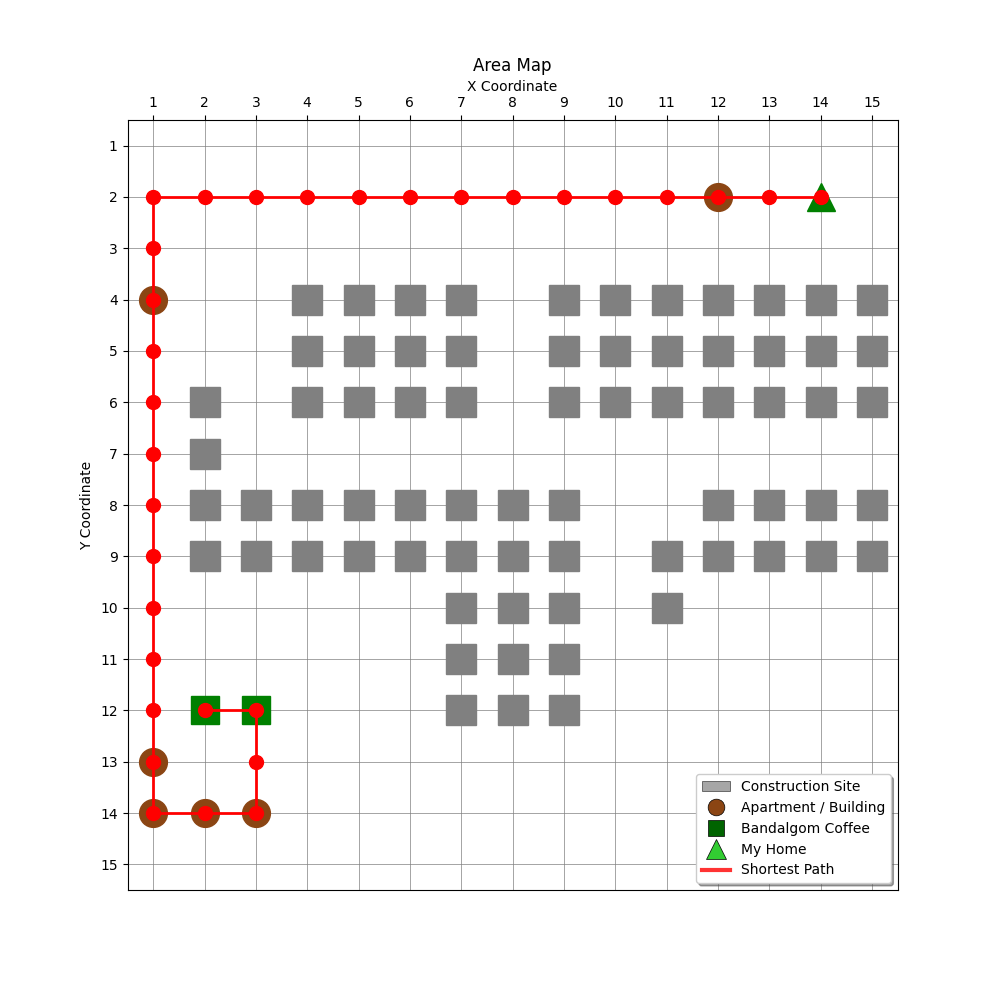 Area Map
X Coordinate
1 2 3 4 5 6 7 8 9 10 11 12 13 14 15
1
2
3
4
5
6
7
8
9
10
11
12
13
14
15
Y Coordinate
Construction Site
Apartment / Building
Bandalgom Coffee
My Home
Shortest Path